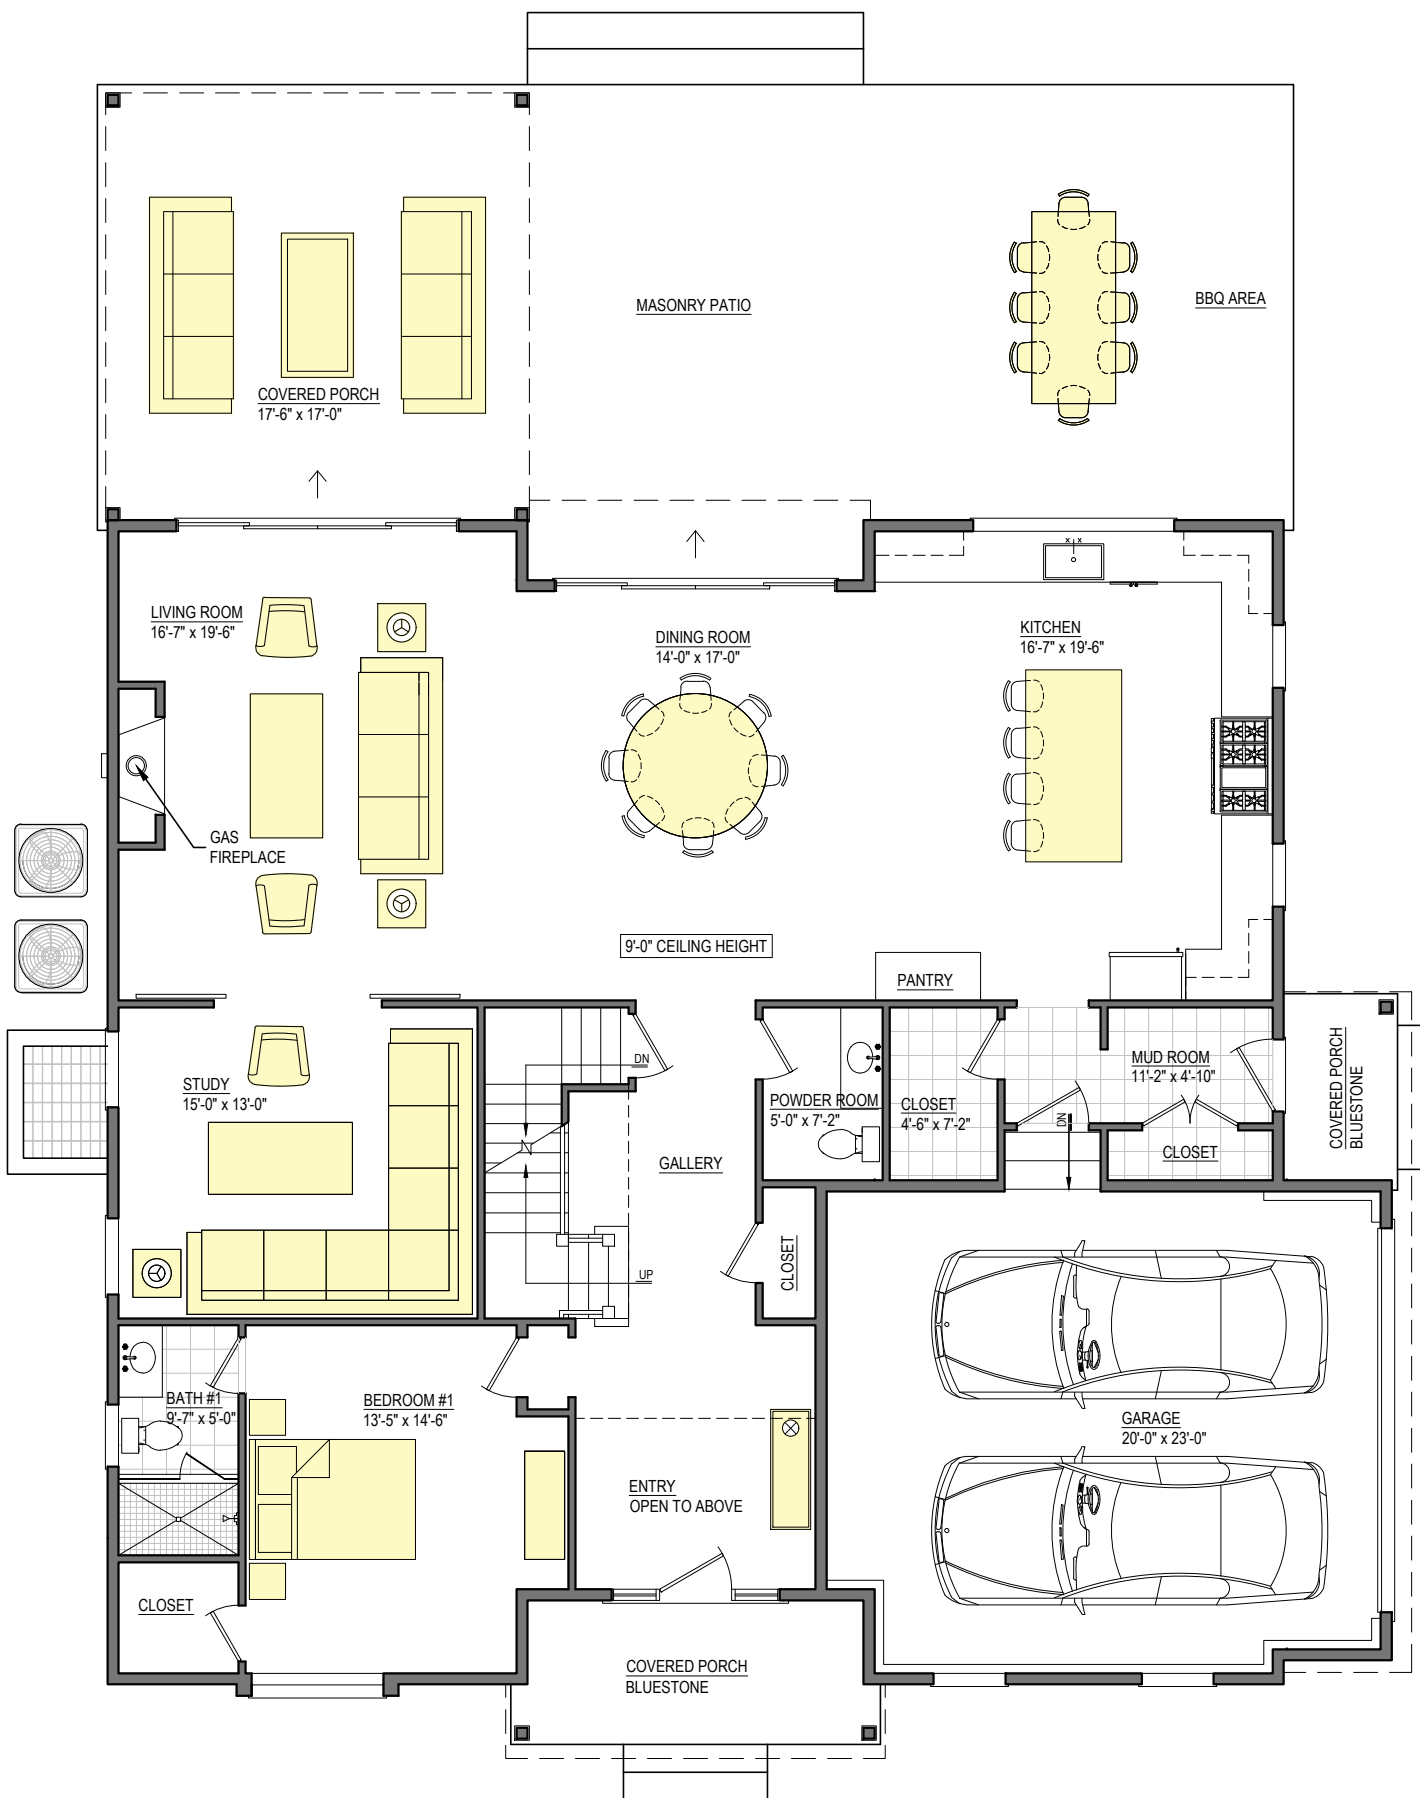 MASONRY PATIO
BBQ AREA
COVERED PORCH
17'-6" x 17'-0"
LIVING ROOM
16'-7" x 19'-6"
DINING ROOM
14'-0" x 17'-0"
KITCHEN
16'-7" x 19'-6"
GAS
FIREPLACE
9'-0" CEILING HEIGHT
PANTRY
STUDY
15'-0" x 13'-0"
DN
POWDER ROOM
5'-0" x 7'-2"
CLOSET
4'-6" x 7'-2"
MUD ROOM
11'-2" x 4'-10"
DN
CLOSET
COVERED PORCH
BLUESTONE
GALLERY
UP
CLOSET
BATH #1
9'-7" x 5'-0"
BEDROOM #1
13'-5" x 14'-6"
GARAGE
20'-0" x 23'-0"
ENTRY
OPEN TO ABOVE
CLOSET
COVERED PORCH
BLUESTONE